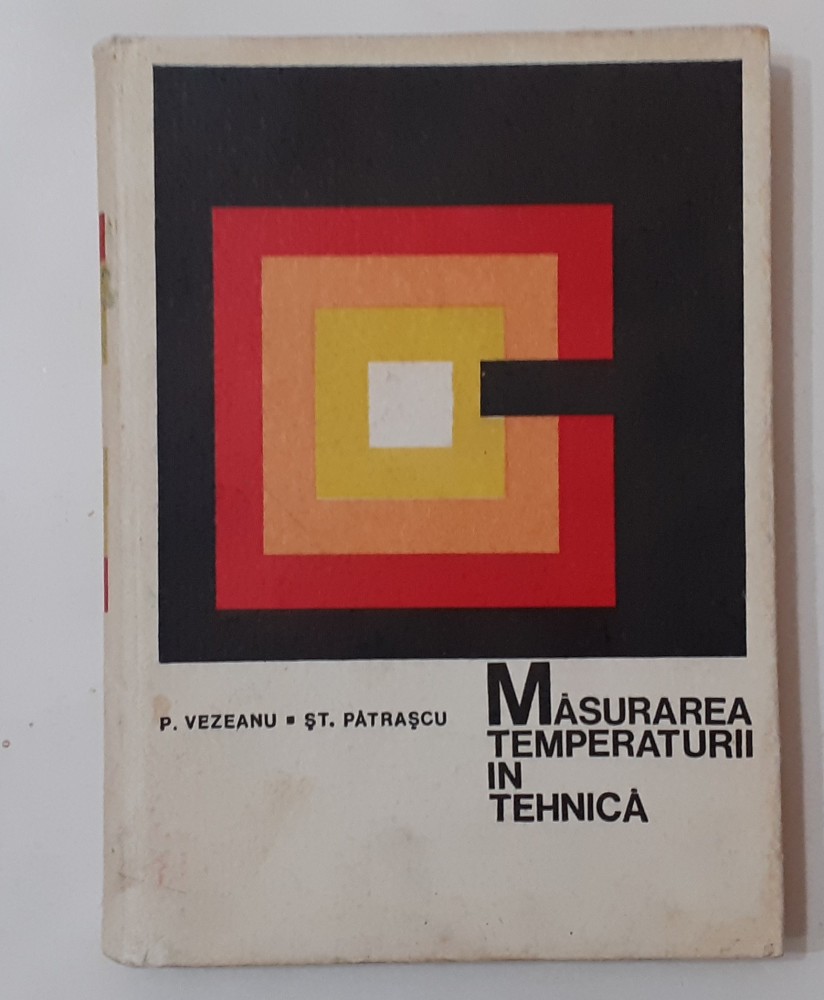 P. VEZEANU ▪ ŞT. PĂTRAŞCU
MĂSURAREA
TEMPERATURII
IN
TEHNICĂ